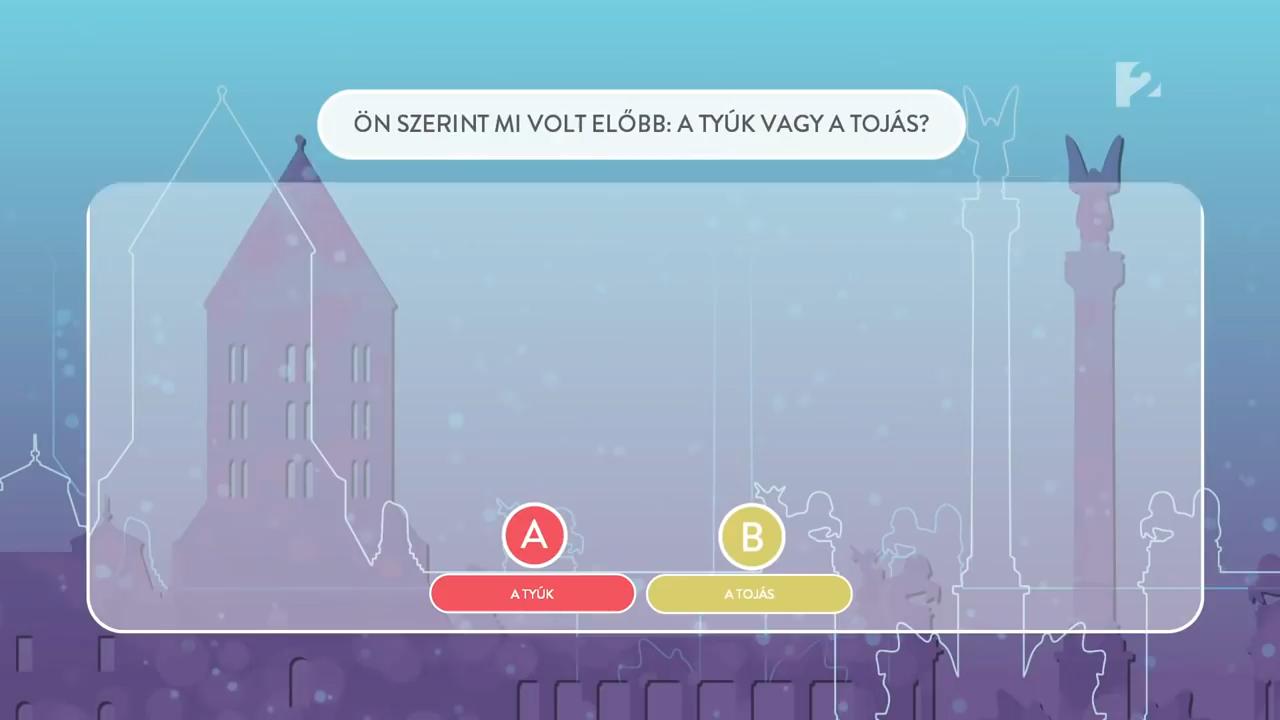 ÖN SZERINT MI VOLT ELŐBB: A TYÚK VAGY A TOJÁS?
A
B
A TYÚK
A TOJÁS
2